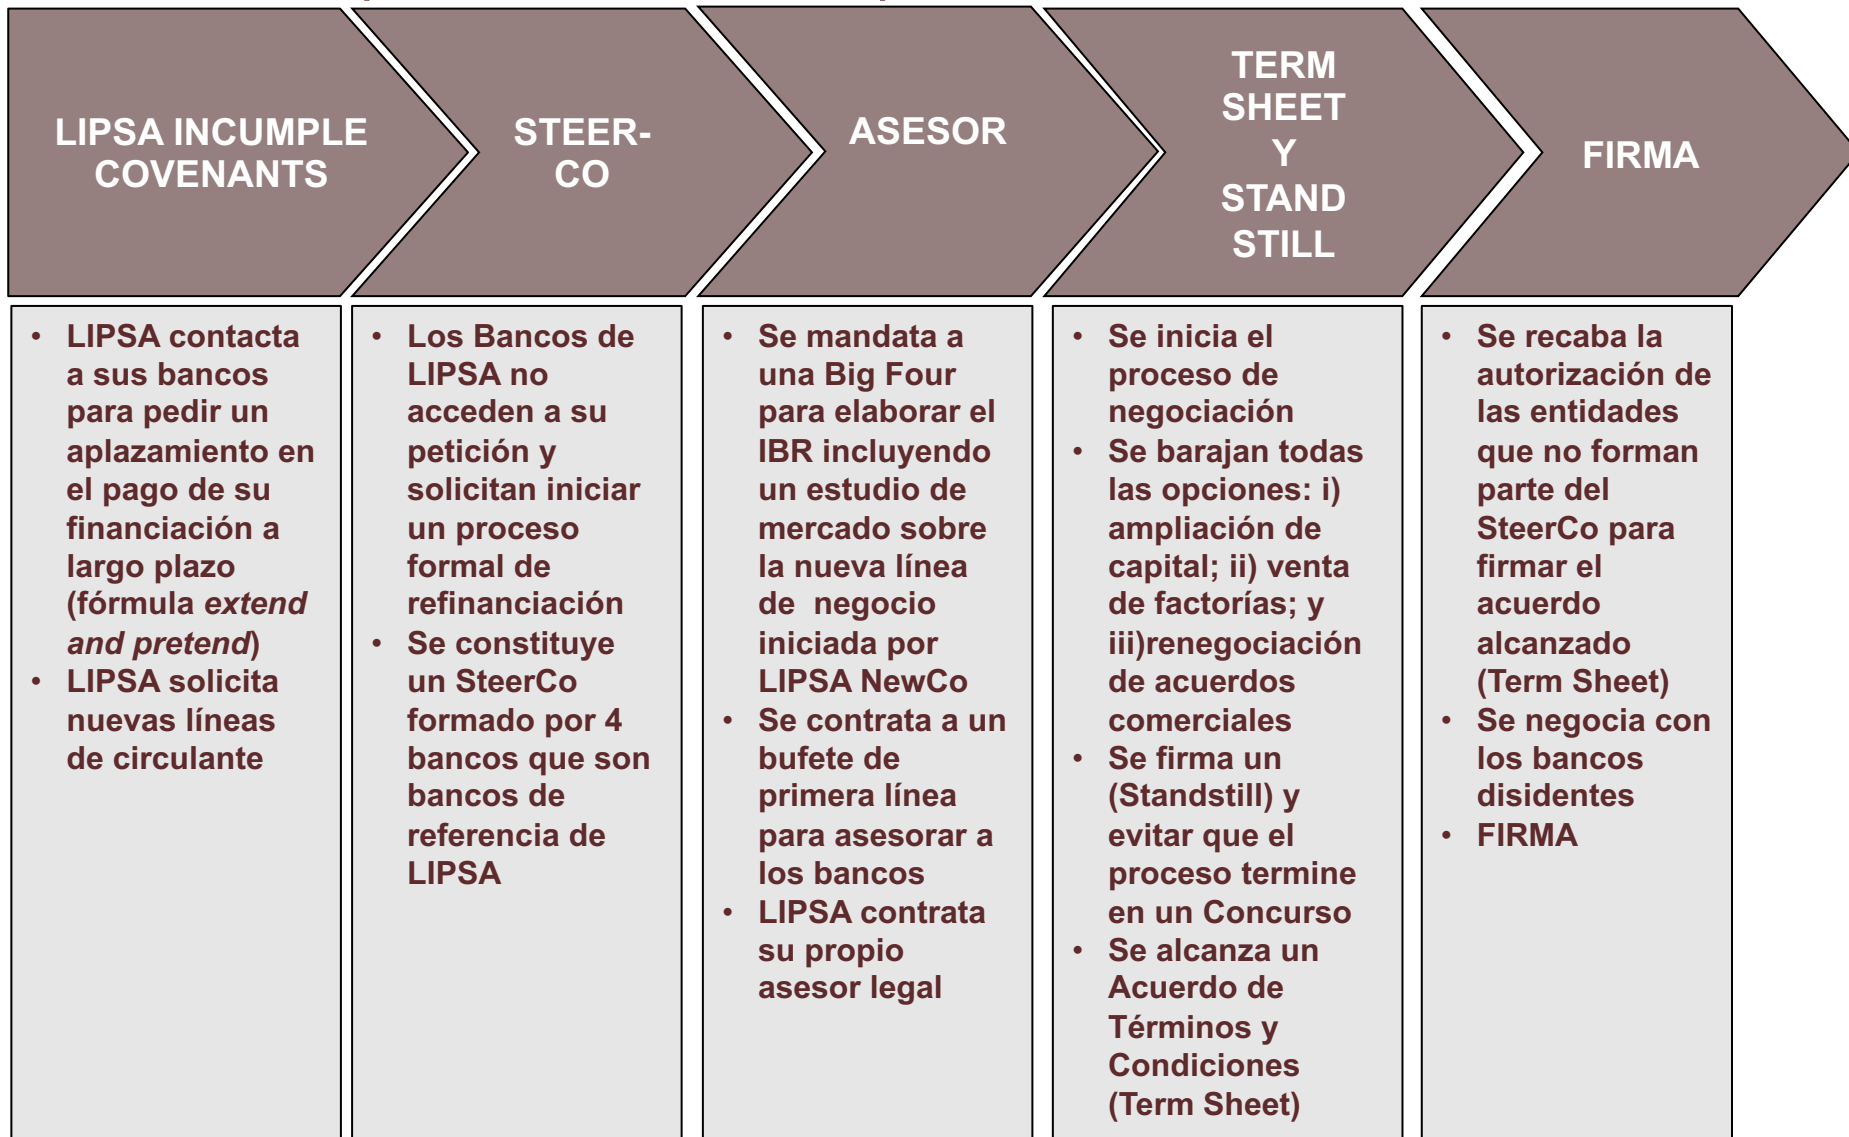 LIPSA INCUMPLE
COVENANTS
STEER-
CO
ASESOR
TERM
SHEET
Y
STAND
STILL
FIRMA
• LIPSA contacta
a sus bancos
para pedir un
aplazamiento en
el pago de su
financiación a
largo plazo
(fórmula extend
and pretend)
• LIPSA solicita
nuevas líneas
de circulante
• Los Bancos de
LIPSA no
acceden a su
petición y
solicitan iniciar
un proceso
formal de
refinanciación
• Se constituye
un SteerCo
formado por 4
bancos que son
bancos de
referencia de
LIPSA
• Se mandata a
una Big Four
para elaborar el
IBR incluyendo
un estudio de
mercado sobre
la nueva línea
de negocio
iniciada por
LIPSA NewCo
• Se contrata a un
bufete de
primera línea
para asesorar a
los bancos
• LIPSA contrata
su propio
asesor legal
• Se inicia el
proceso de
negociación
• Se barajan todas
las opciones: i)
ampliación de
capital; ii) venta
de factorías; y
iii)renegociación
de acuerdos
comerciales
• Se firma un
(Standstill) y
evitar que el
proceso termine
en un Concurso
• Se alcanza un
Acuerdo de
Términos y
Condiciones
(Term Sheet)
• Se recaba la
autorización de
las entidades
que no forman
parte del
SteerCo para
firmar el
acuerdo
alcanzado
(Term Sheet)
• Se negocia con
los bancos
disidentes
• FIRMA